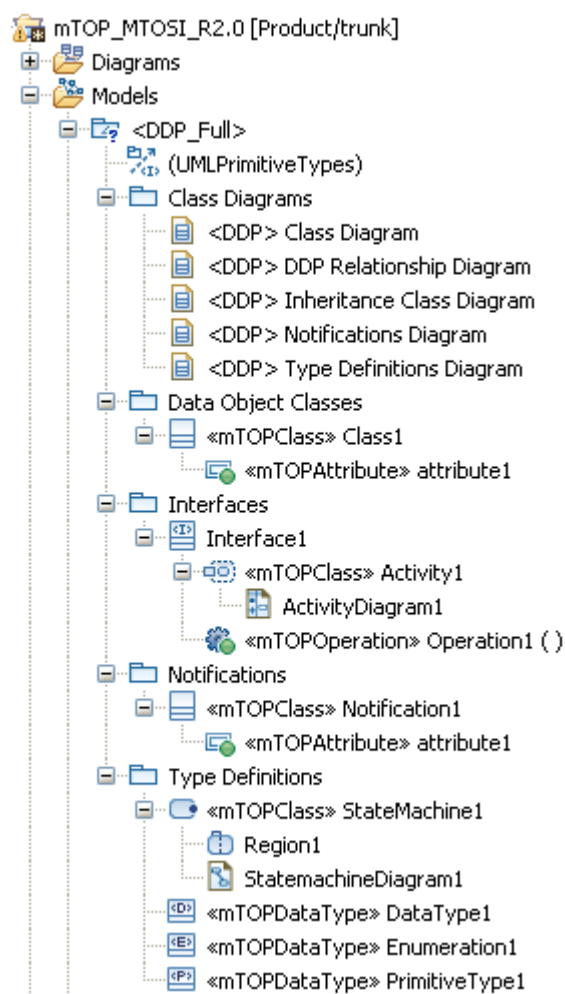 mTOP_MTOSI_R2.0 [Product/trunk]
Diagrams
Models
<DDP_Full>
(UMLPrimitiveTypes)
Class Diagrams
<DDP> Class Diagram
<DDP> DDP Relationship Diagram
<DDP> Inheritance Class Diagram
<DDP> Notifications Diagram
<DDP> Type Definitions Diagram
Data Object Classes
«mTOPClass» Class1
«mTOPAttribute» attribute1
Interfaces
Interface1
«mTOPClass» Activity1
ActivityDiagram1
«mTOPOperation» Operation1 ( )
Notifications
«mTOPClass» Notification1
«mTOPAttribute» attribute1
Type Definitions
«mTOPClass» StateMachine1
Region1
StatemachineDiagram1
«mTOPDataType» DataType1
«mTOPDataType» Enumeration1
«mTOPDataType» PrimitiveType1